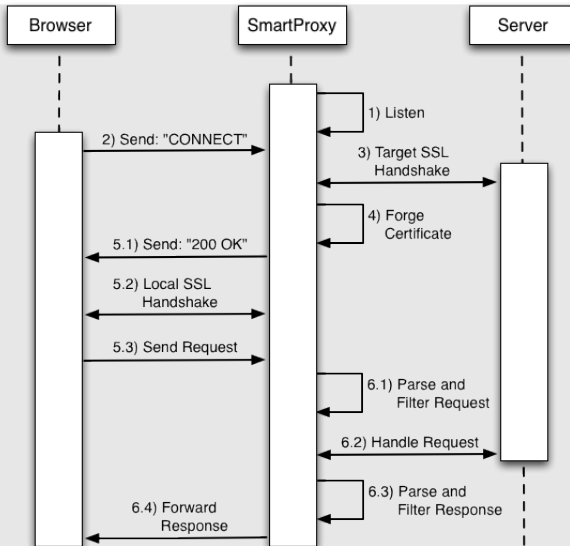 Browser
SmartProxy
Server
1) Listen
2) Send: "CONNECT"
3) Target SSL
Handshake
4) Forge
Certificate
5.1) Send: "200 OK"
5.2) Local SSL
Handshake
5.3) Send Request
6.1) Parse and
Filter Request
6.2) Handle Request
6.3) Parse and
Filter Response
6.4) Forward
Response